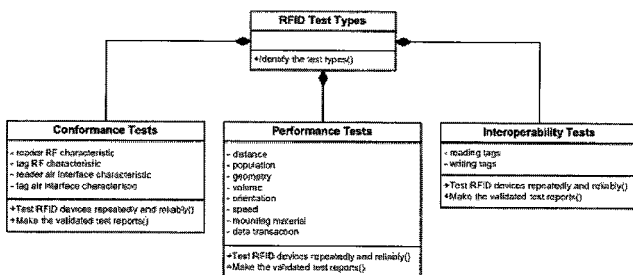 RFID Test Types
+Identify the test types()
Conformance Tests
- reader RF characteristic
- tag RF characteristic
- reader air interface characteristic
- tag air interface characterison
+Test RFID devices repeatedly and reliably()
+Make the validated test reports()
Performance Tests
- distance
- population
- geometry
- volume
- orientation
- speed
- mounting material
- data transaction
+Test RFID devices repeatedly and reliably()
+Make the validated test reports()
Interoperability Tests
- reading tags
- writing tags
+Test RFID devices repeatedly and reliably()
+Make the validated test reports()